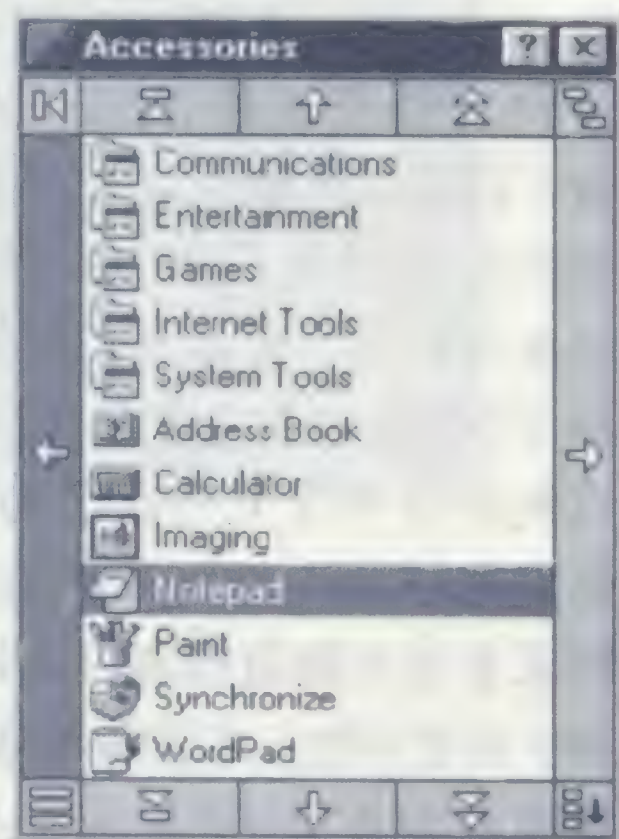 Accessories
Communications
Entertainment
Games
Internet Tools
System Tools
Address Book
Calculator
Imaging
Notepad
Paint
Synchronize
WordPad